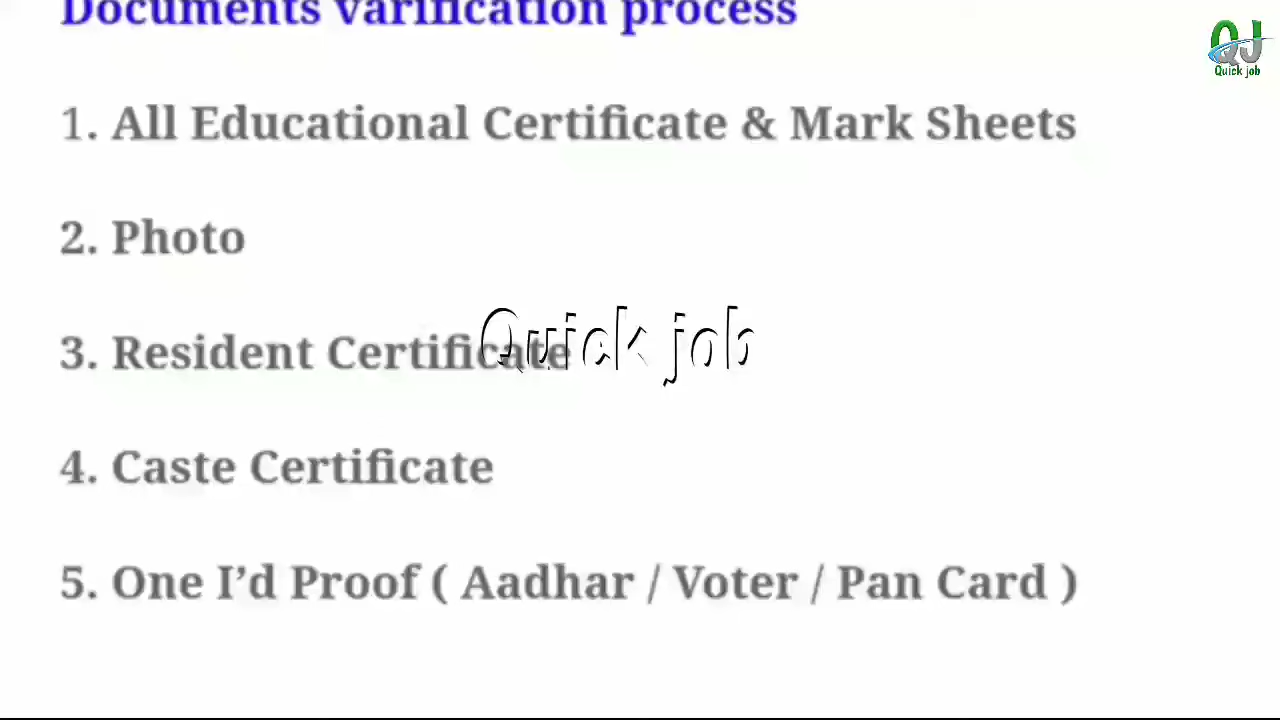 Documents varification process
QJ
Quick job
1. All Educational Certificate & Mark Sheets
2. Photo
3. Resident Certificate
Quick job
4. Caste Certificate
5. One I’d Proof ( Aadhar / Voter / Pan Card )